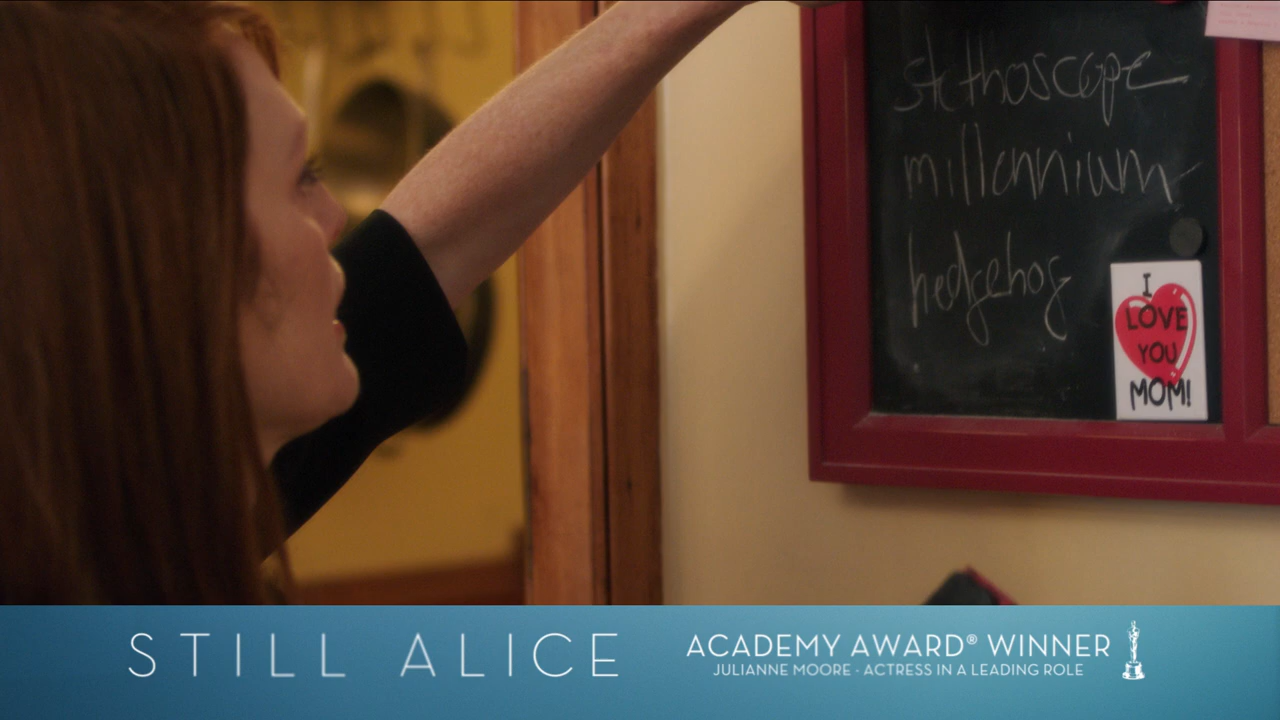 stethoscope
millennium
hedgehog
I
LOVE
YOU
MOM!
STILL ALICE
ACADEMY AWARD® WINNER
JULIANNE MOORE - ACTRESS IN A LEADING ROLE